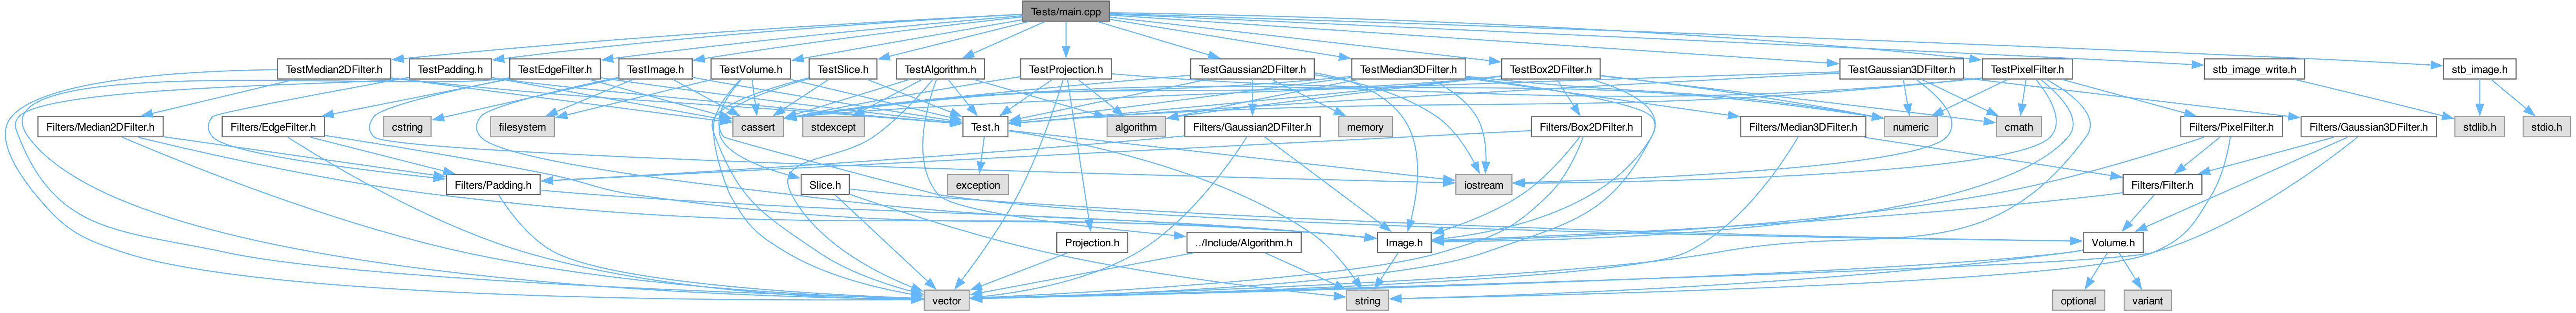 Tests/main.cpp
TestMedian2DFilter.h
TestPadding.h
TestEdgeFilter.h
TestImage.h
TestVolume.h
TestSlice.h
TestAlgorithm.h
TestProjection.h
TestGaussian2DFilter.h
TestMedian3DFilter.h
TestBox2DFilter.h
TestGaussian3DFilter.h
TestPixelFilter.h
stb_image_write.h
stb_image.h
Filters/Median2DFilter.h
Filters/EdgeFilter.h
cstring
filesystem
cassert
stdexcept
Test.h
algorithm
Filters/Gaussian2DFilter.h
memory
Filters/Box2DFilter.h
Filters/Median3DFilter.h
numeric
cmath
Filters/PixelFilter.h
Filters/Gaussian3DFilter.h
stdlib.h
stdio.h
Filters/Padding.h
Slice.h
exception
iostream
Filters/Filter.h
Projection.h
../Include/Algorithm.h
Image.h
Volume.h
vector
string
optional
variant